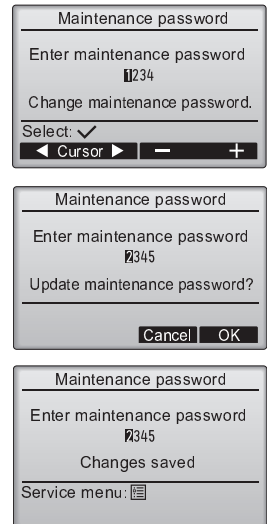 Maintenance password
Enter maintenance password
1234
Change maintenance password.
Select:
Cursor
Maintenance password
Enter maintenance password
2345
Update maintenance password?
Cancel OK
Maintenance password
Enter maintenance password
2345
Changes saved
Service menu: